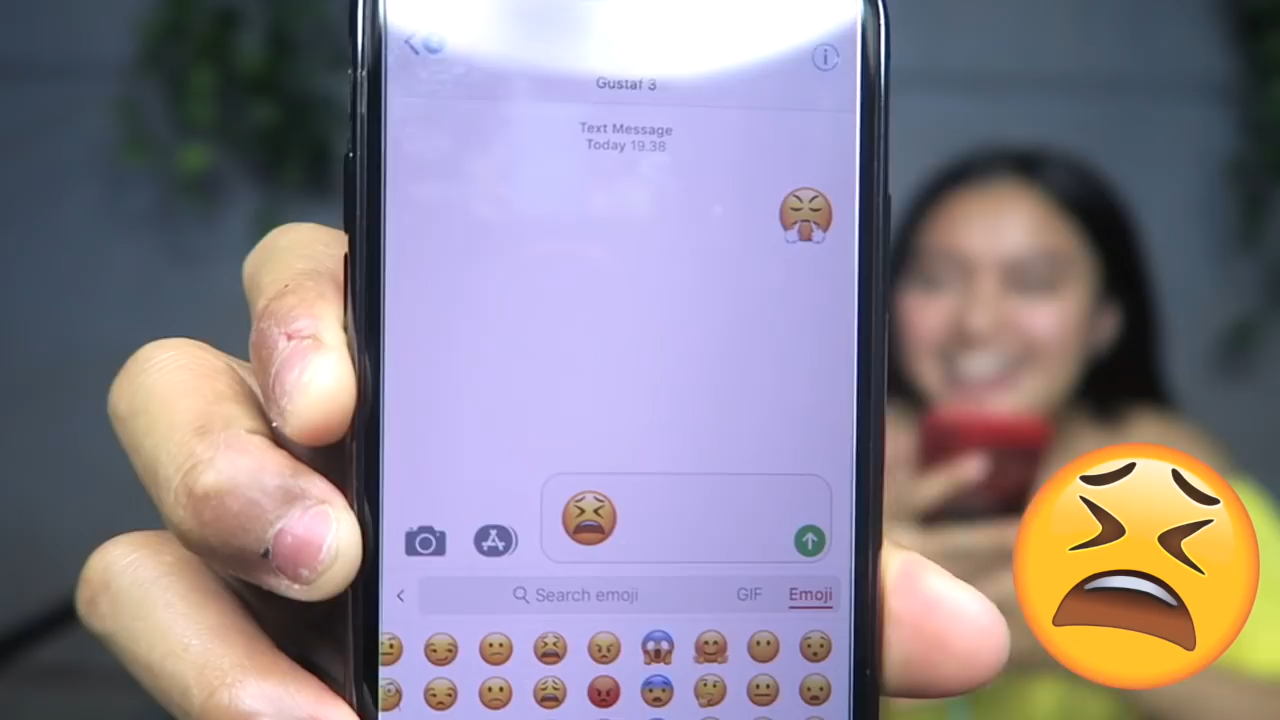 Gustaf 3
Text Message
Today 19.38
Search emoji
GIF
Emoji